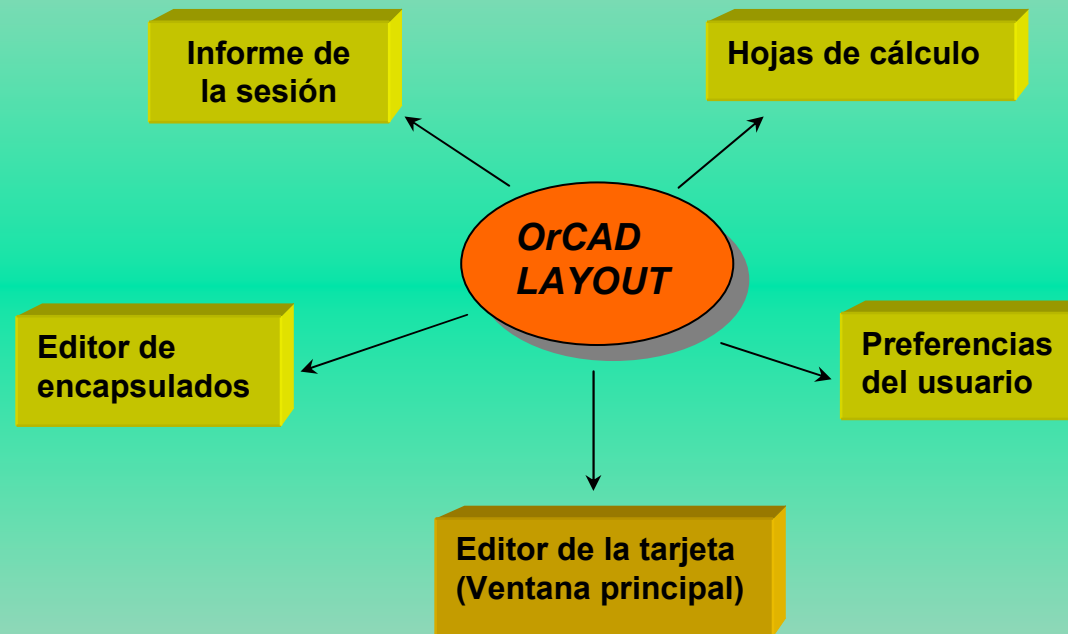 Informe de
la sesión
Hojas de cálculo
OrCAD
LAYOUT
Editor de
encapsulados
Preferencias
del usuario
Editor de la tarjeta
(Ventana principal)